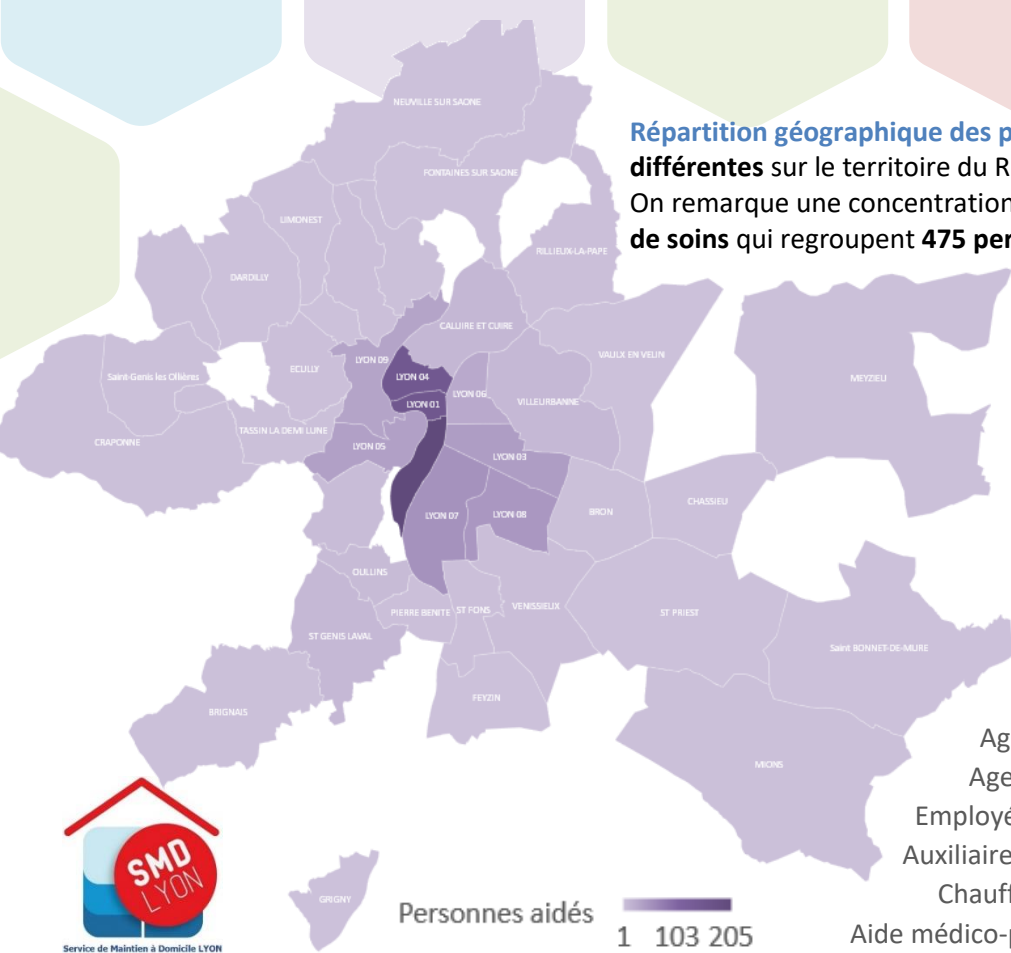 NEUVILLE SUR SAONE
Répartition géographique des p
différentes sur le territoire du R
On remarque une concentration
de soins qui regroupent 475 per
FONTAINES SUR SAONE
LIMONEST
RILLIEUX-LA-PAPE
DARDILLY
CALUIRE ET CUIRE
LYON 09
VAULX EN VELIN
ECULLY
Saint-Genis les Ollières
LYON 04
MEYZIEU
LYON 06
LYON 01
VILLEURBANNE
TASSIN LA DEMI LUNE
CRAPONNE
LYON 05
LYON 03
CHASSIEU
LYON 07
LYON 08
BRON
OULLINS
PIERRE BENITE
ST FONS
VENISSIEUX
ST PRIEST
ST GENIS LAVAL
Saint BONNET-DE-MURE
FEYZIN
BRIGNAIS
MIONS
Ag
Age
Employé
Auxiliaire
Chauff
Aide médico-p
SMD
LYON
Service de Maintien à Domicile LYON
GRIGNY
Personnes aidés
1 103 205